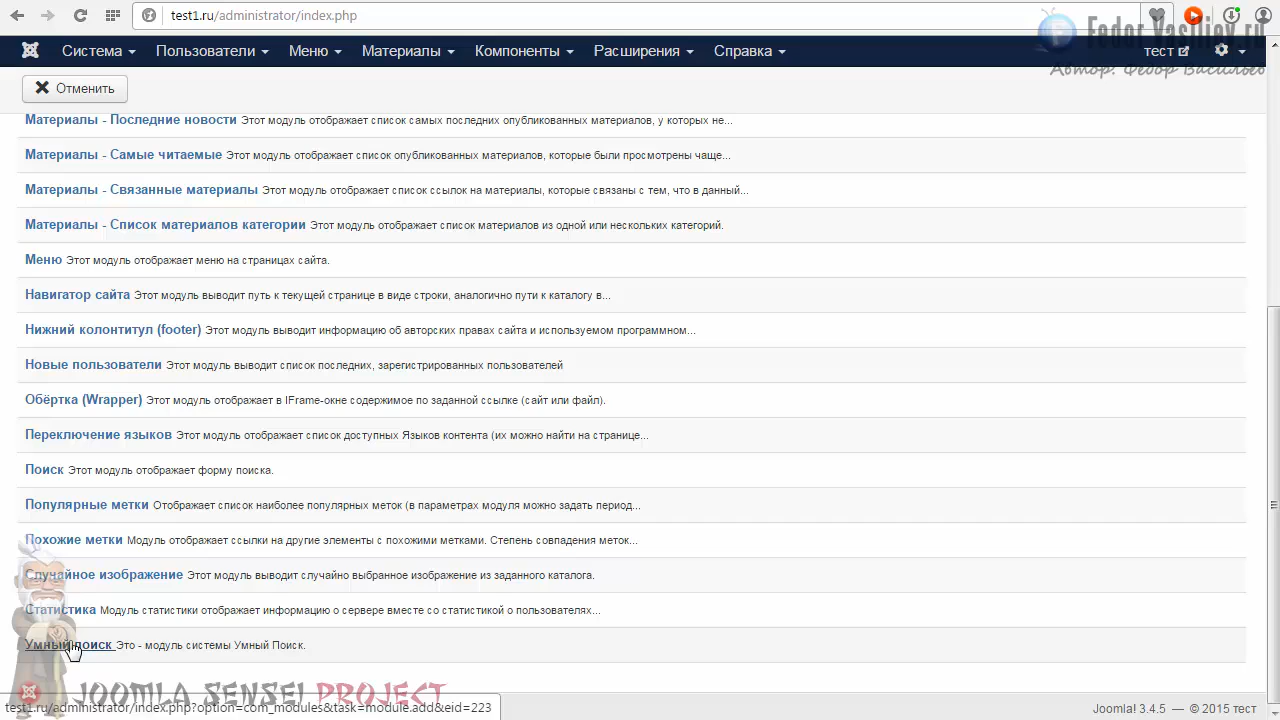 test1.ru/administrator/index.php
Fedor Vasiliev.ru
Система Пользователи Меню Материалы Компоненты Расширения Справка тест
Автор: Федор Васильев
Отменить
Материалы - Последние новости Этот модуль отображает список самых последних опубликованных материалов, у которых не...
Материалы - Самые читаемые Этот модуль отображает список опубликованных материалов, которые были просмотрены чаще...
Материалы - Связанные материалы Этот модуль отображает список ссылок на материалы, которые связаны с тем, что в данный...
Материалы - Список материалов категории Этот модуль отображает список материалов из одной или нескольких категорий.
Меню Этот модуль отображает меню на страницах сайта.
Навигатор сайта Этот модуль выводит путь к текущей странице в виде строки, аналогично пути к каталогу в...
Нижний колонтитул (footer) Этот модуль выводит информацию об авторских правах сайта и используемом программном...
Новые пользователи Этот модуль выводит список последних, зарегистрированных пользователей
Обёртка (Wrapper) Этот модуль отображает в IFrame-окне содержимое по заданной ссылке (сайт или файл).
Переключение языков Этот модуль отображает список доступных Языков контента (их можно найти на странице...
Поиск Этот модуль отображает форму поиска.
Популярные метки Отображает список наиболее популярных меток (в параметрах модуля можно задать период...
Похожие метки Модуль отображает ссылки на другие элементы с похожими метками. Степень совпадения меток...
Случайное изображение Этот модуль выводит случайно выбранное изображение из заданного каталога.
Статистика Модуль статистики отображает информацию о сервере вместе со статистикой о пользователях...
Умный поиск Это - модуль системы Умный Поиск.
JOOMLA SENSEI PROJECT
test1.ru/administrator/index.php?option=com_modules&task=module.add&eid=223
Joomla! 3.4.5 — © 2015 тест